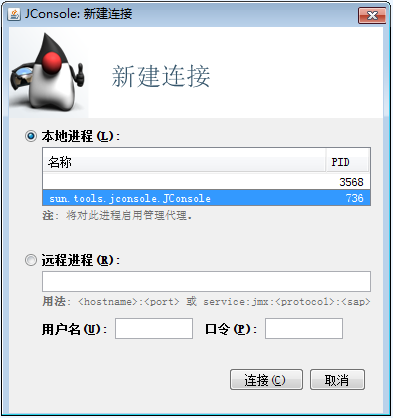 JConsole: 新建连接
新建连接
本地进程(L):
名称 PID
3568
sun.tools.jconsole.JConsole 736
注: 将对此进程启用管理代理。
远程进程(R):
用法: <hostname>:<port> 或 service:jmx:<protocol>:<sap>
用户名(U): 口令(P):
连接(C) 取消